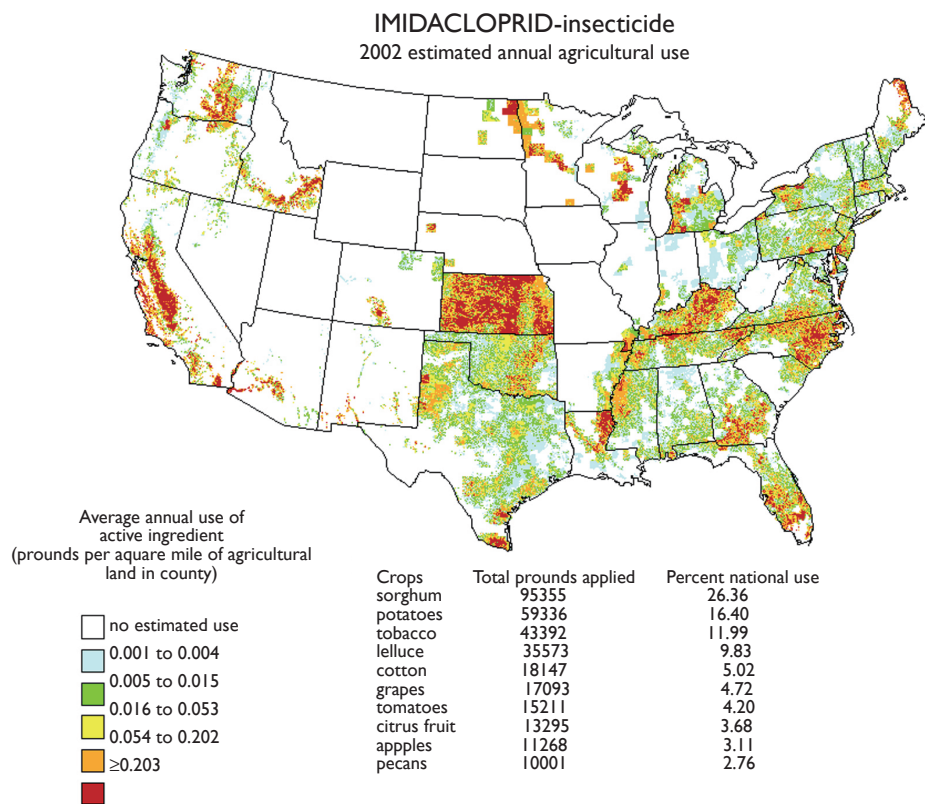 IMIDACLOPRID-insecticide
2002 estimated annual agricultural use
Average annual use of
active ingredient
(prounds per aquare mile of agricultural
land in county)
no estimated use
0.001 to 0.004
0.005 to 0.015
0.016 to 0.053
0.054 to 0.202
≥0.203
Crops Total prounds applied Percent national use
sorghum 95355 26.36
potatoes 59336 16.40
tobacco 43392 11.99
lelluce 35573 9.83
cotton 18147 5.02
grapes 17093 4.72
tomatoes 15211 4.20
citrus fruit 13295 3.68
appples 11268 3.11
pecans 10001 2.76